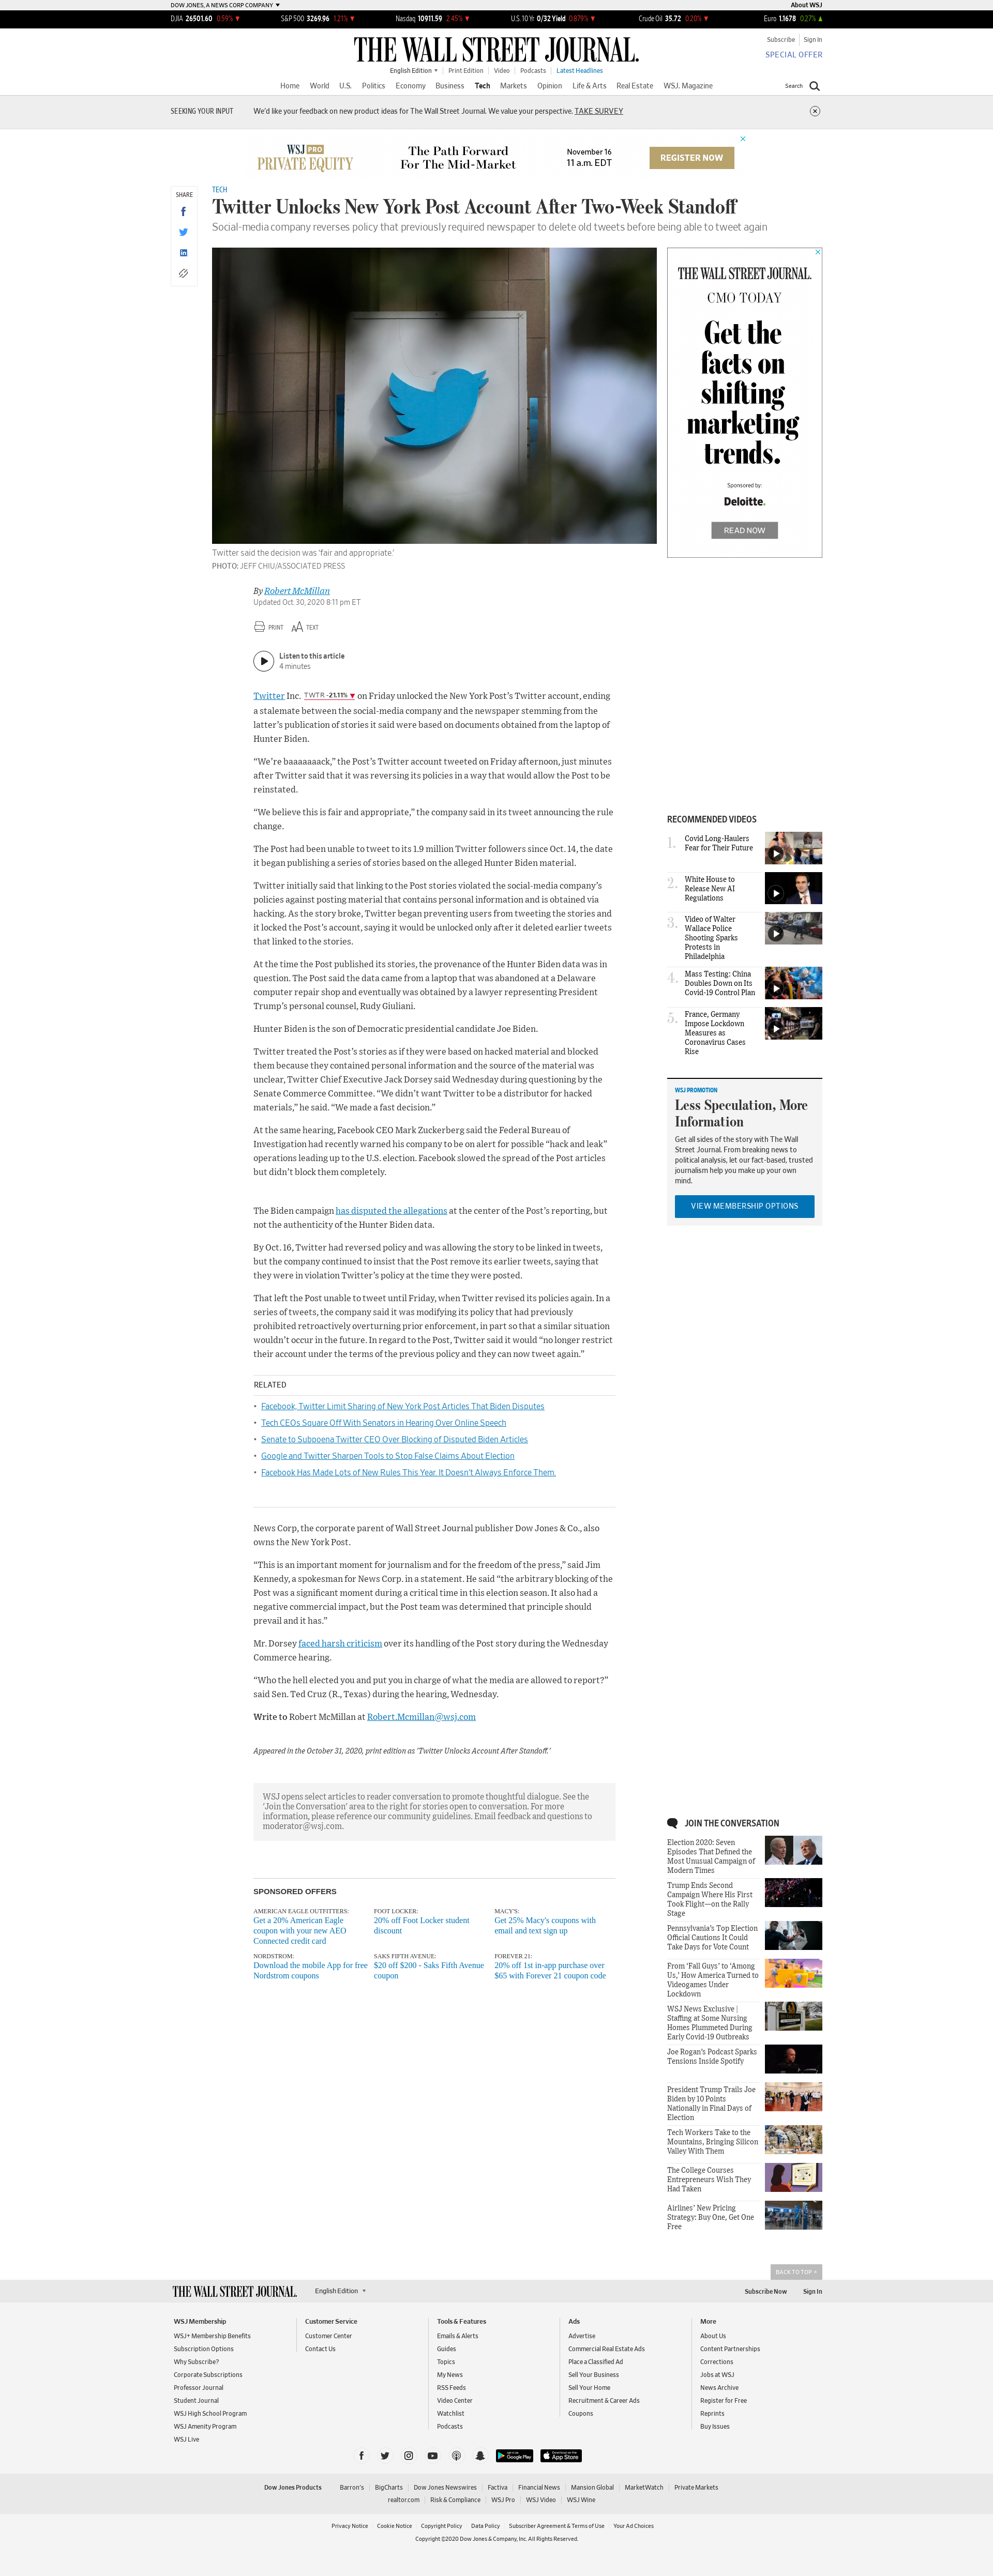 DOW JONES, A NEWS CORP COMPANY
About WSJ
DJIA 26501.60 0.59%
S&P 500 3269.96 1.21%
Nasdaq 10911.59 2.45%
U.S. 10 Yr 0/32 Yield 0.879%
Crude Oil 35.72 0.20%
Euro 1.1678 0.27%
THE WALL STREET JOURNAL.
Subscribe
Sign In
SPECIAL OFFER
English Edition
Print Edition
Video
Podcasts
Latest Headlines
Home World U.S. Politics Economy Business Tech Markets Opinion Life & Arts Real Estate WSJ. Magazine
Search
SEEKING YOUR INPUT
We'd like your feedback on new product ideas for The Wall Street Journal. We value your perspective. TAKE SURVEY
WSJ PRO
PRIVATE EQUITY
The Path Forward
For The Mid-Market
November 16
11 a.m. EDT
REGISTER NOW
SHARE
TECH
Twitter Unlocks New York Post Account After Two-Week Standoff
Social-media company reverses policy that previously required newspaper to delete old tweets before being able to tweet again
Twitter said the decision was 'fair and appropriate.'
PHOTO: JEFF CHIU/ASSOCIATED PRESS
THE WALL STREET JOURNAL.
CMO TODAY
Get the
facts on
shifting
marketing
trends.
Sponsored by:
Deloitte.
READ NOW
By Robert McMillan
Updated Oct. 30, 2020 8:11 pm ET
PRINT
TEXT
Listen to this article
4 minutes
Twitter Inc. TWTR -21.11% on Friday unlocked the New York Post's Twitter account, ending
a stalemate between the social-media company and the newspaper stemming from the
latter's publication of stories it said were based on documents obtained from the laptop of
Hunter Biden.
“We're baaaaaaack,” the Post's Twitter account tweeted on Friday afternoon, just minutes
after Twitter said that it was reversing its policies in a way that would allow the Post to be
reinstated.
“We believe this is fair and appropriate,” the company said in its tweet announcing the rule
change.
The Post had been unable to tweet to its 1.9 million Twitter followers since Oct. 14, the date
it began publishing a series of stories based on the alleged Hunter Biden material.
Twitter initially said that linking to the Post stories violated the social-media company's
policies against posting material that contains personal information and is obtained via
hacking. As the story broke, Twitter began preventing users from tweeting the stories and it
locked the Post's account, saying it would be unlocked only after it deleted earlier tweets
that linked to the stories.
At the time the Post published its stories, the provenance of the Hunter Biden data was in
question. The Post said the data came from a laptop that was abandoned at a Delaware
computer repair shop and eventually was obtained by a lawyer representing President
Trump's personal counsel, Rudy Giuliani.
Hunter Biden is the son of Democratic presidential candidate Joe Biden.
Twitter treated the Post's stories as if they were based on hacked material and blocked
them because they contained personal information and the source of the material was
unclear, Twitter Chief Executive Jack Dorsey said Wednesday during questioning by the
Senate Commerce Committee. “We didn't want Twitter to be a distributor for hacked
materials,” he said. “We made a fast decision.”
At the same hearing, Facebook CEO Mark Zuckerberg said the Federal Bureau of
Investigation had recently warned his company to be on alert for possible “hack and leak”
operations leading up to the U.S. election. Facebook slowed the spread of the Post articles
but didn't block them completely.
The Biden campaign has disputed the allegations at the center of the Post's reporting, but
not the authenticity of the Hunter Biden data.
By Oct. 16, Twitter had reversed policy and was allowing the story to be linked in tweets,
but the company continued to insist that the Post remove its earlier tweets, saying that
they were in violation Twitter's policy at the time they were posted.
That left the Post unable to tweet until Friday, when Twitter revised its policies again. In a
series of tweets, the company said it was modifying its policy that had previously
prohibited retroactively overturning prior enforcement, in part so that a similar situation
wouldn't occur in the future. In regard to the Post, Twitter said it would “no longer restrict
their account under the terms of the previous policy and they can now tweet again.”
RELATED
• Facebook, Twitter Limit Sharing of New York Post Articles That Biden Disputes
• Tech CEOs Square Off With Senators in Hearing Over Online Speech
• Senate to Subpoena Twitter CEO Over Blocking of Disputed Biden Articles
• Google and Twitter Sharpen Tools to Stop False Claims About Election
• Facebook Has Made Lots of New Rules This Year. It Doesn't Always Enforce Them.
News Corp, the corporate parent of Wall Street Journal publisher Dow Jones & Co., also
owns the New York Post.
“This is an important moment for journalism and for the freedom of the press,” said Jim
Kennedy, a spokesman for News Corp. in a statement. He said “the arbitrary blocking of the
Post was a significant moment during a critical time in this election season. It also had a
negative commercial impact, but the Post team was determined that principle should
prevail and it has.”
Mr. Dorsey faced harsh criticism over its handling of the Post story during the Wednesday
Commerce hearing.
“Who the hell elected you and put you in charge of what the media are allowed to report?”
said Sen. Ted Cruz (R., Texas) during the hearing, Wednesday.
Write to Robert McMillan at Robert.Mcmillan@wsj.com
Appeared in the October 31, 2020, print edition as 'Twitter Unlocks Account After Standoff.'
WSJ opens select articles to reader conversation to promote thoughtful dialogue. See the
'Join the Conversation' area to the right for stories open to conversation. For more
information, please reference our community guidelines. Email feedback and questions to
moderator@wsj.com.
SPONSORED OFFERS
AMERICAN EAGLE OUTFITTERS:
Get a 20% American Eagle
coupon with your new AEO
Connected credit card
FOOT LOCKER:
20% off Foot Locker student
discount
MACY'S:
Get 25% Macy's coupons with
email and text sign up
NORDSTROM:
Download the mobile App for free
Nordstrom coupons
SAKS FIFTH AVENUE:
$20 off $200 - Saks Fifth Avenue
coupon
FOREVER 21:
20% off 1st in-app purchase over
$65 with Forever 21 coupon code
RECOMMENDED VIDEOS
1. Covid Long-Haulers
Fear for Their Future
2. White House to
Release New AI
Regulations
3. Video of Walter
Wallace Police
Shooting Sparks
Protests in
Philadelphia
4. Mass Testing: China
Doubles Down on Its
Covid-19 Control Plan
5. France, Germany
Impose Lockdown
Measures as
Coronavirus Cases
Rise
WSJ PROMOTION
Less Speculation, More
Information
Get all sides of the story with The Wall
Street Journal. From breaking news to
political analysis, let our fact-based, trusted
journalism help you make up your own
mind.
VIEW MEMBERSHIP OPTIONS
JOIN THE CONVERSATION
Election 2020: Seven
Episodes That Defined the
Most Unusual Campaign of
Modern Times
Trump Ends Second
Campaign Where His First
Took Flight—on the Rally
Stage
Pennsylvania's Top Election
Official Cautions It Could
Take Days for Vote Count
From 'Fall Guys' to 'Among
Us,' How America Turned to
Videogames Under
Lockdown
WSJ News Exclusive |
Staffing at Some Nursing
Homes Plummeted During
Early Covid-19 Outbreaks
Joe Rogan's Podcast Sparks
Tensions Inside Spotify
President Trump Trails Joe
Biden by 10 Points
Nationally in Final Days of
Election
Tech Workers Take to the
Mountains, Bringing Silicon
Valley With Them
The College Courses
Entrepreneurs Wish They
Had Taken
Airlines' New Pricing
Strategy: Buy One, Get One
Free
BACK TO TOP
THE WALL STREET JOURNAL.
English Edition
Subscribe Now
Sign In
WSJ Membership
WSJ+ Membership Benefits
Subscription Options
Why Subscribe?
Corporate Subscriptions
Professor Journal
Student Journal
WSJ High School Program
WSJ Amenity Program
WSJ Live
Customer Service
Customer Center
Contact Us
Tools & Features
Emails & Alerts
Guides
Topics
My News
RSS Feeds
Video Center
Watchlist
Podcasts
Ads
Advertise
Commercial Real Estate Ads
Place a Classified Ad
Sell Your Business
Sell Your Home
Recruitment & Career Ads
Coupons
More
About Us
Content Partnerships
Corrections
Jobs at WSJ
News Archive
Register for Free
Reprints
Buy Issues
Google Play
App Store
Dow Jones Products Barron's BigCharts Dow Jones Newswires Factiva Financial News Mansion Global MarketWatch Private Markets
realtor.com Risk & Compliance WSJ Pro WSJ Video WSJ Wine
Privacy Notice Cookie Notice Copyright Policy Data Policy Subscriber Agreement & Terms of Use Your Ad Choices
Copyright ©2020 Dow Jones & Company, Inc. All Rights Reserved.